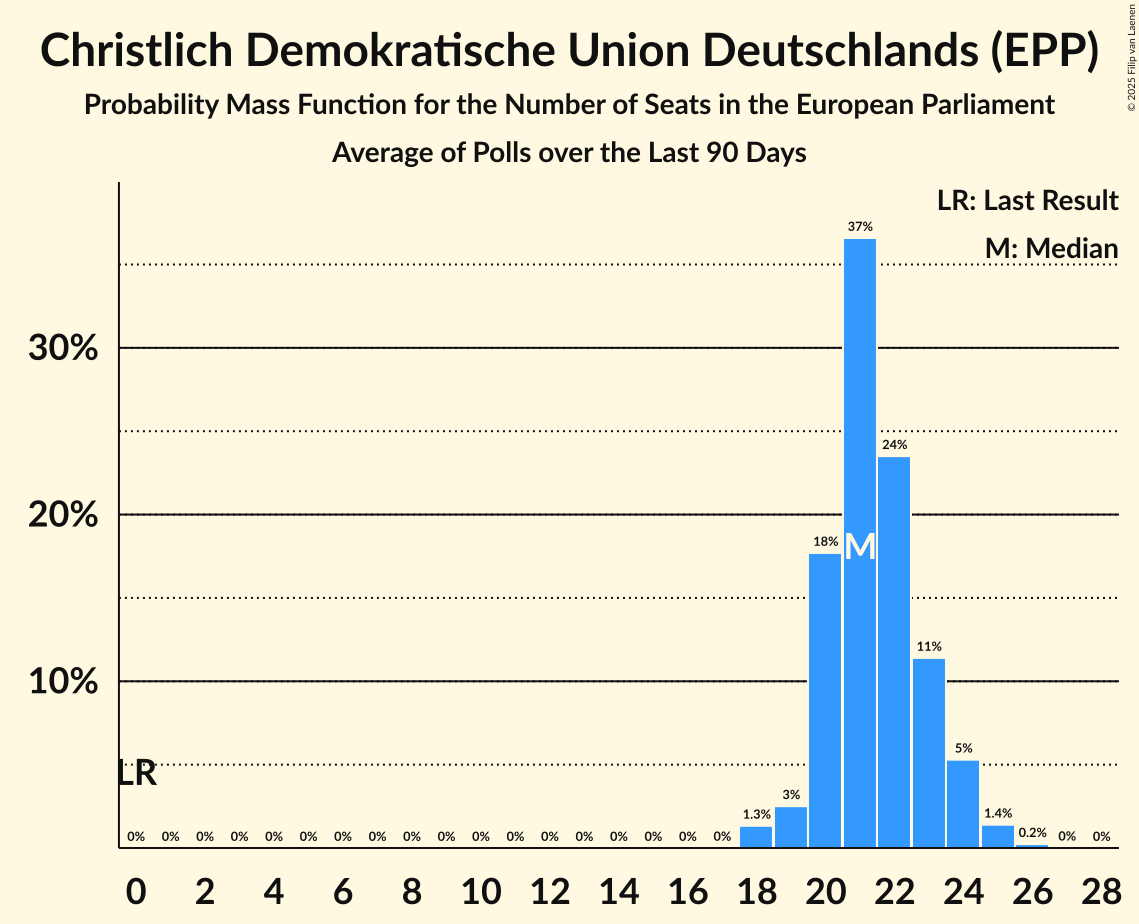 Christlich Demokratische Union Deutschlands (EPP)
Probability Mass Function for the Number of Seats in the European Parliament
Average of Polls over the Last 90 Days
© 2025 Filip van Laenen
LR: Last Result
M: Median
37%
30%
24%
20%
18%
M
11%
10%
5%
LR
3%
1.3%
1.4%
0.2%
0% 0% 0% 0% 0% 0% 0% 0% 0% 0% 0% 0% 0% 0% 0% 0% 0% 0% 0% 0%
0 2 4 6 8 10 12 14 16 18 20 22 24 26 28